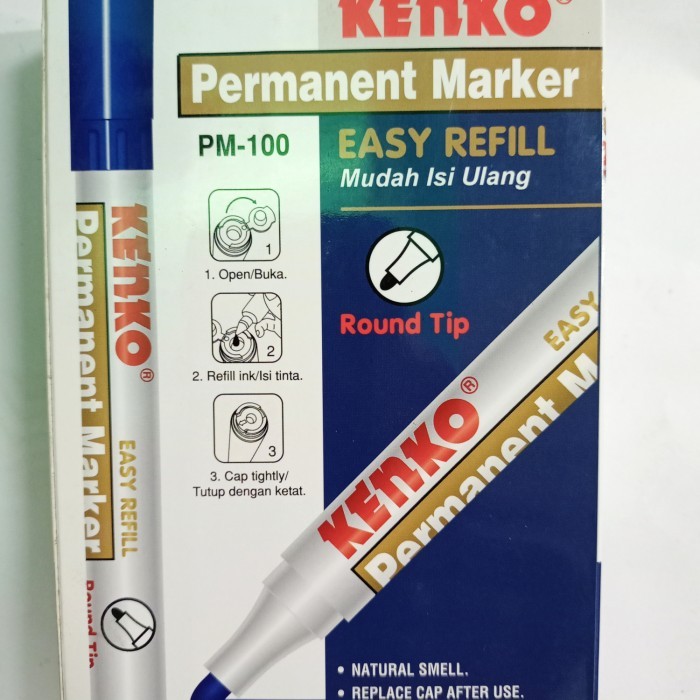 KENKO®
Permanent Marker
PM-100
EASY REFILL
Mudah Isi Ulang
1
1. Open/Buka.
2
2. Refill ink/Isi tinta.
3
3. Cap tightly/
Tutup dengan ketat.
Round Tip
KENKO®
Permanent Marker
EASY REFILL
Round Tip
KENKO®
Permanent M
EASY
• NATURAL SMELL.
• REPLACE CAP AFTER USE.